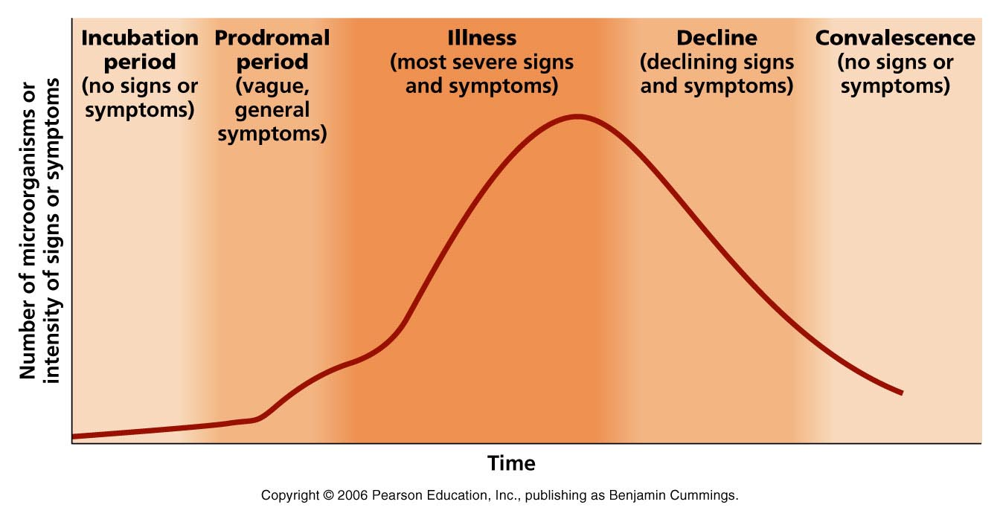 Incubation
period
(no signs or
symptoms)
Prodromal
period
(vague,
general
symptoms)
Illness
(most severe signs
and symptoms)
Decline
(declining signs
and symptoms)
Convalescence
(no signs or
symptoms)
Number of microorganisms or
intensity of signs or symptoms
Time
Copyright © 2006 Pearson Education, Inc., publishing as Benjamin Cummings.